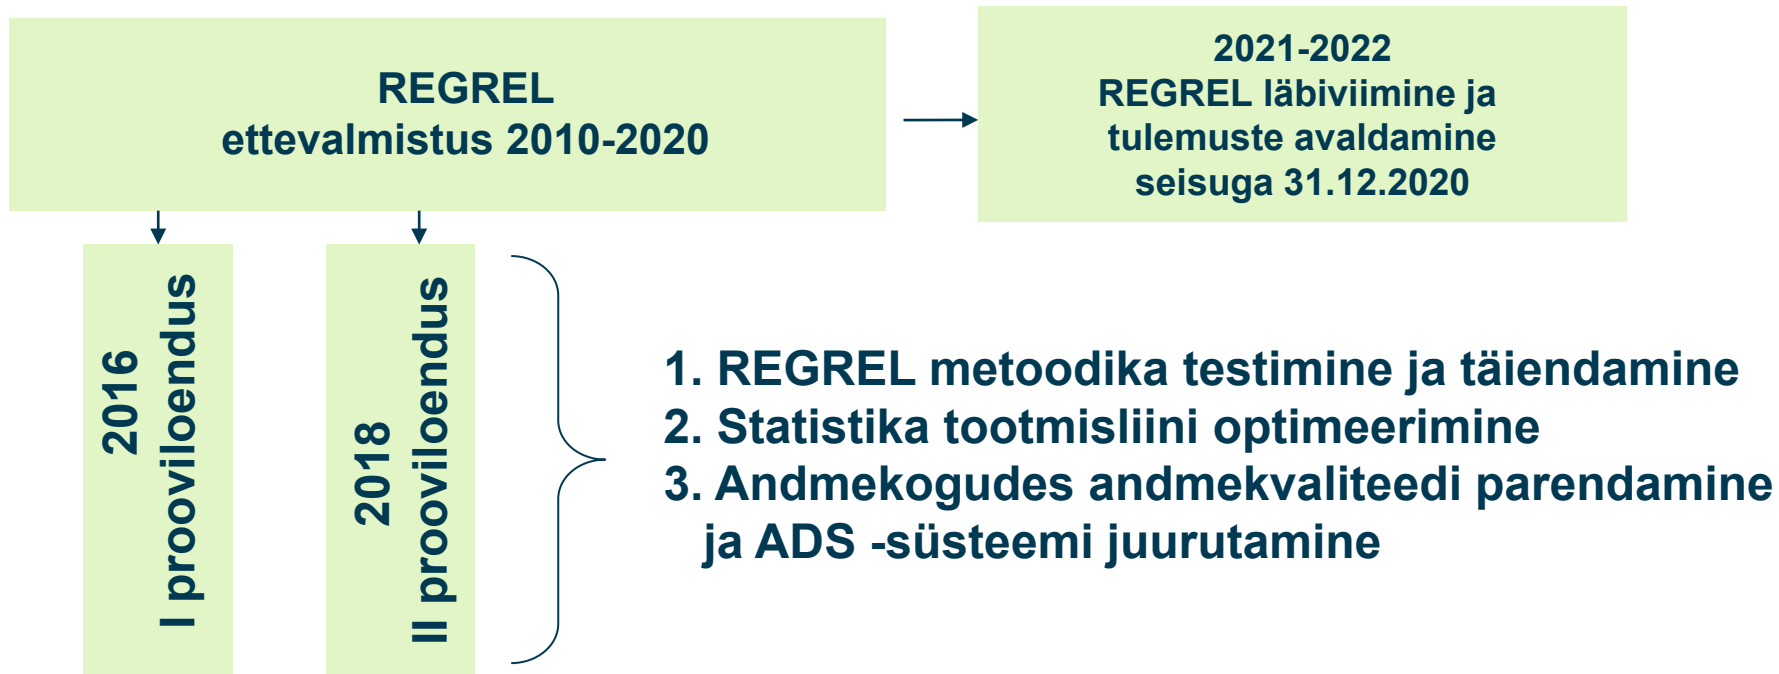 REGREL
ettevalmistus 2010-2020
2021-2022
REGREL läbiviimine ja
tulemuste avaldamine
seisuga 31.12.2020
2016
I prooviloendus
2018
II prooviloendus
1. REGREL metoodika testimine ja täiendamine
2. Statistika tootmisliini optimeerimine
3. Andmekogudes andmekvaliteedi parendamine
ja ADS -süsteemi juurutamine